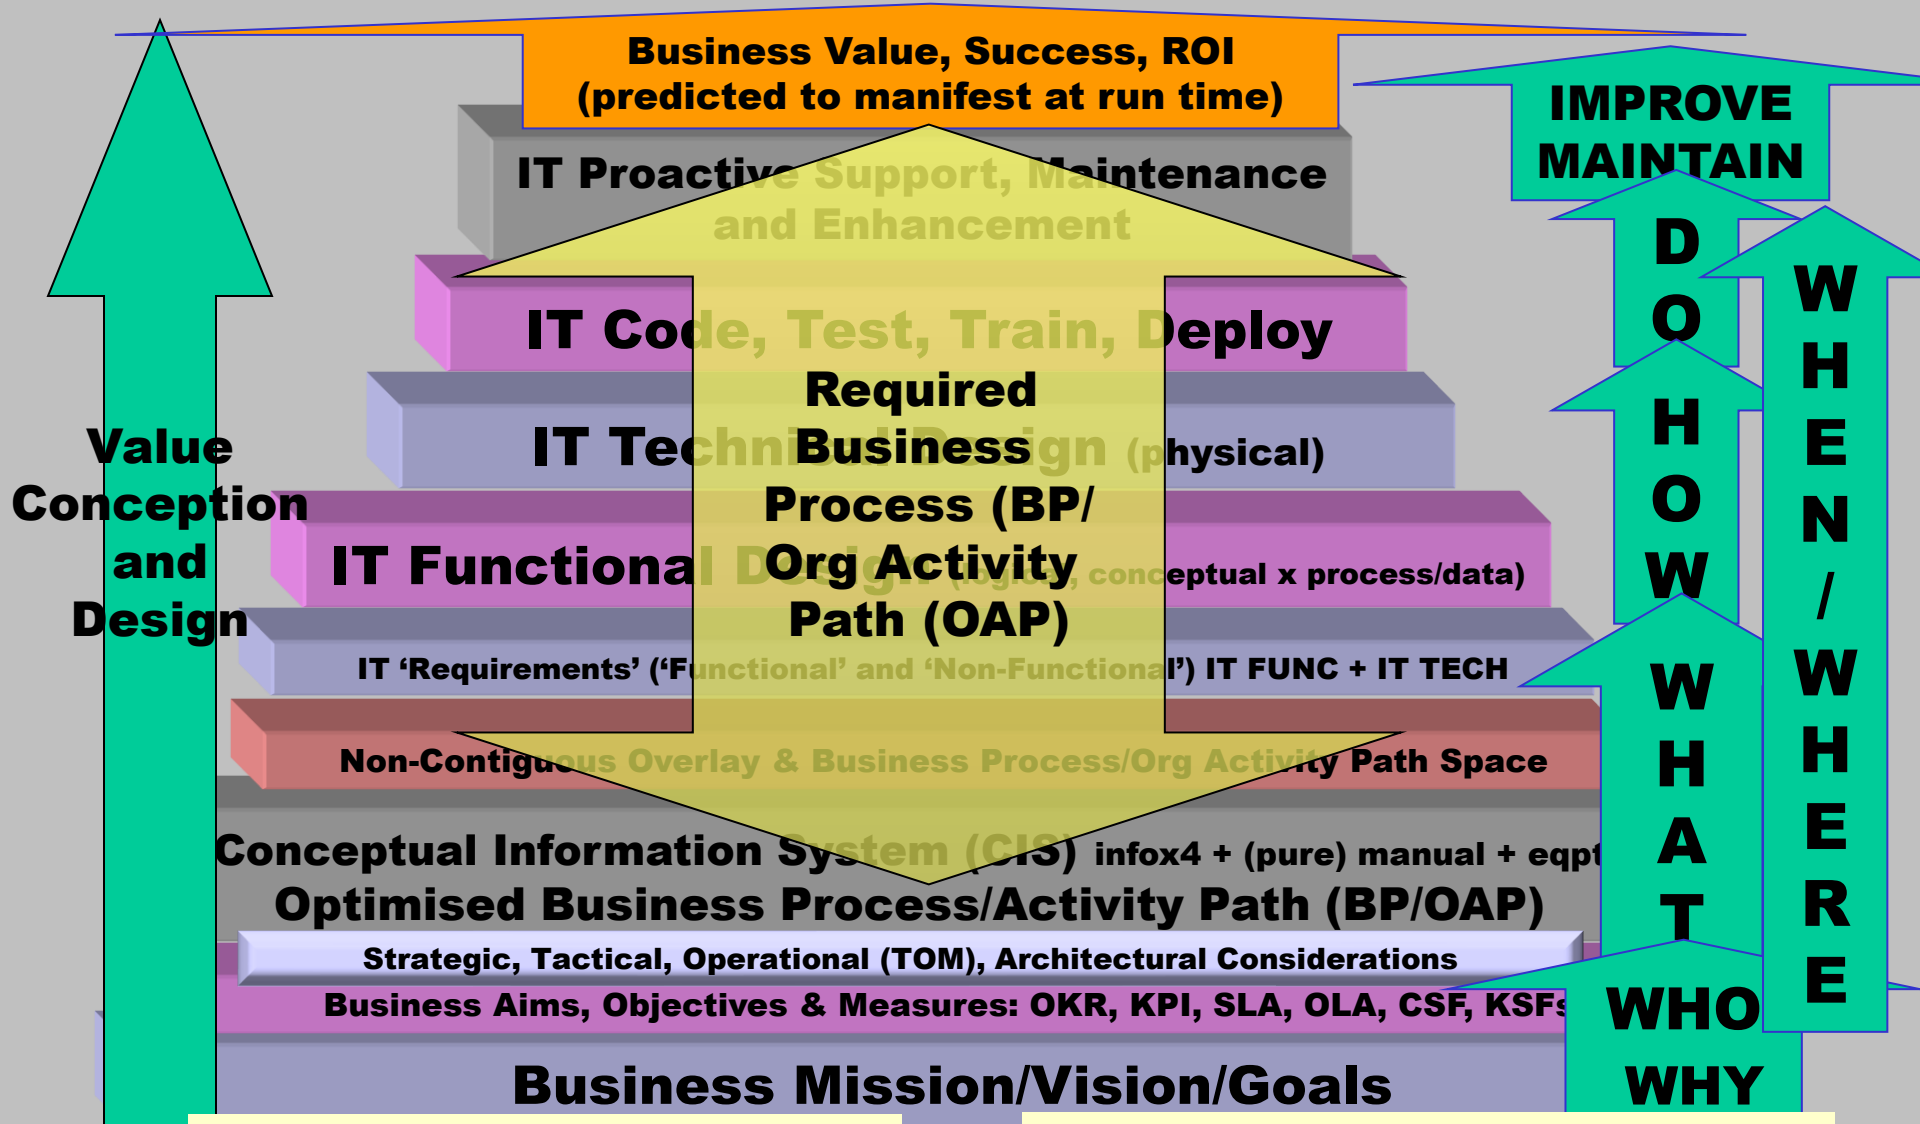 Business Value, Success, ROI
(predicted to manifest at run time)
IT Proactive Support, Maintenance
and Enhancement
IT Code, Test, Train, Deploy
IT Technical Design (physical)
IT Functional Design (logical, conceptual x process/data)
IT ‘Requirements’ (‘Functional’ and ‘Non-Functional’) IT FUNC + IT TECH
Non-Contiguous Overlay & Business Process/Org Activity Path Space
Conceptual Information System (CIS) infox4 + (pure) manual + eqpt
Optimised Business Process/Activity Path (BP/OAP)
Strategic, Tactical, Operational (TOM), Architectural Considerations
Business Aims, Objectives & Measures: OKR, KPI, SLA, OLA, CSF, KSFs
Business Mission/Vision/Goals
Value
Conception
and
Design
Required
Business
Process (BP/
Org Activity
Path (OAP)
IMPROVE
MAINTAIN
D
O
H
O
W
W
H
A
T
WHO
WHY
W
H
E
N
/
W
H
E
R
E